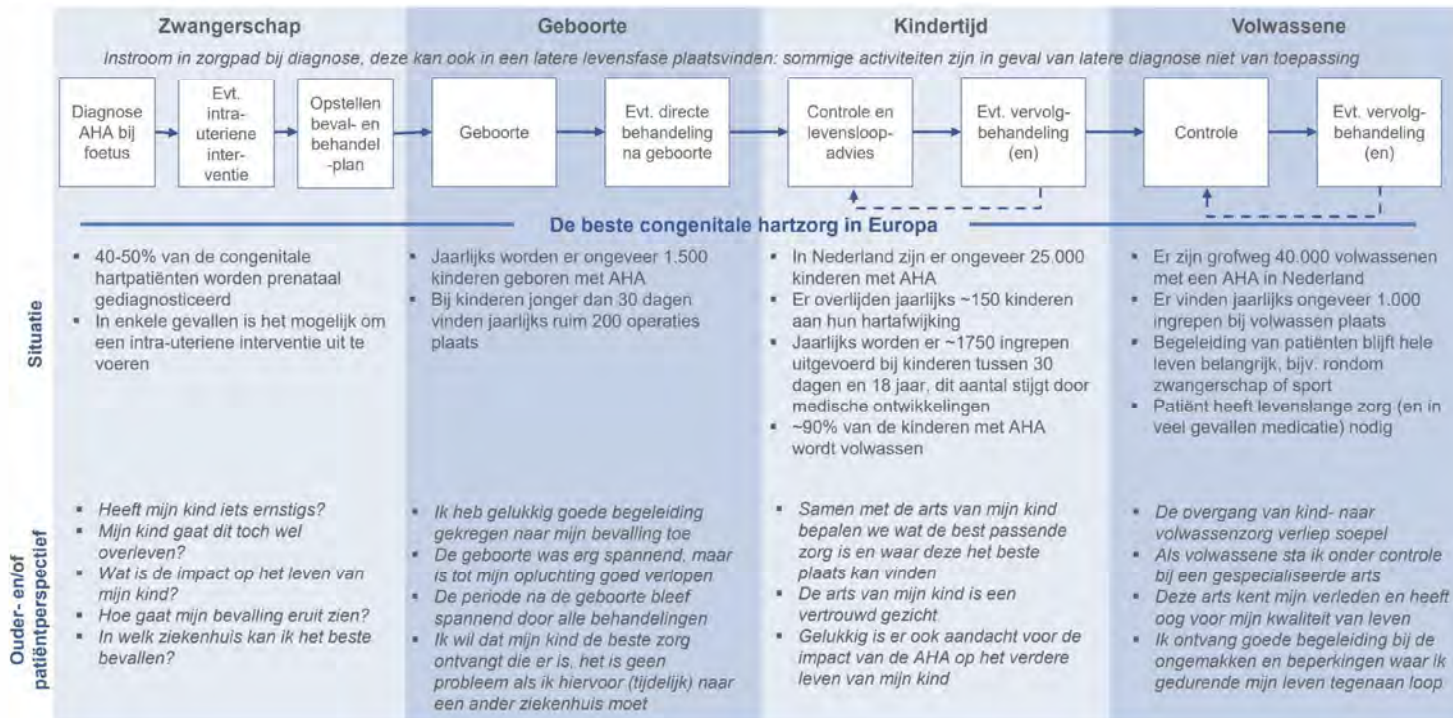 Zwangerschap
Geboorte
Kindertijd
Volwassene
Instroom in zorgpad bij diagnose, deze kan ook in een latere levensfase plaatsvinden: sommige activiteiten zijn in geval van latere diagnose niet van toepassing
Diagnose
AHA bij
foetus
Evt.
intra-
uteriene
inter-
ventie
Opstellen
beval- en
behandel
-plan
Geboorte
Evt. directe
behandeling
na geboorte
Controle en
levensloop-
advies
Evt. vervolg-
behandeling
(en)
Controle
Evt. vervolg-
behandeling
(en)
De beste congenitale hartzorg in Europa
Situatie
▪ 40-50% van de congenitale
hartpatiënten worden prenataal
gediagnosticeerd
▪ In enkele gevallen is het mogelijk om
een intra-uteriene interventie uit te
voeren
▪ Jaarlijks worden er ongeveer 1.500
kinderen geboren met AHA
▪ Bij kinderen jonger dan 30 dagen
vinden jaarlijks ruim 200 operaties
plaats
▪ In Nederland zijn er ongeveer 25.000
kinderen met AHA
▪ Er overlijden jaarlijks ~150 kinderen
aan hun hartafwijking
▪ Jaarlijks worden er ~1750 ingrepen
uitgevoerd bij kinderen tussen 30
dagen en 18 jaar, dit aantal stijgt door
medische ontwikkelingen
▪ ~90% van de kinderen met AHA
wordt volwassen
▪ Er zijn grofweg 40.000 volwassenen
met een AHA in Nederland
▪ Er vinden jaarlijks ongeveer 1.000
ingrepen bij volwassen plaats
▪ Begeleiding van patiënten blijft hele
leven belangrijk, bijv. rondom
zwangerschap of sport
▪ Patiënt heeft levenslange zorg (en in
veel gevallen medicatie) nodig
Ouder- en/of
patiëntperspectief
▪ Heeft mijn kind iets ernstigs?
▪ Mijn kind gaat dit toch wel
overleven?
▪ Wat is de impact op het leven van
mijn kind?
▪ Hoe gaat mijn bevalling eruit zien?
▪ In welk ziekenhuis kan ik het beste
bevallen?
▪ Ik heb gelukkig goede begeleiding
gekregen naar mijn bevalling toe
▪ De geboorte was erg spannend, maar
is tot mijn opluchting goed verlopen
▪ De periode na de geboorte bleef
spannend door alle behandelingen
▪ Ik wil dat mijn kind de beste zorg
ontvangt die er is, het is geen
probleem als ik hiervoor (tijdelijk) naar
een ander ziekenhuis moet
▪ Samen met de arts van mijn kind
bepalen we wat de best passende
zorg is en waar deze het beste
plaats kan vinden
▪ De arts van mijn kind is een
vertrouwd gezicht
▪ Gelukkig is er ook aandacht voor de
impact van de AHA op het verdere
leven van mijn kind
▪ De overgang van kind- naar
volwassenzorg verliep soepel
▪ Als volwassene sta ik onder controle
bij een gespecialiseerde arts
▪ Deze arts kent mijn verleden en heeft
oog voor mijn kwaliteit van leven
▪ Ik ontvang goede begeleiding bij de
ongemakken en beperkingen waar ik
gedurende mijn leven tegenaan loop